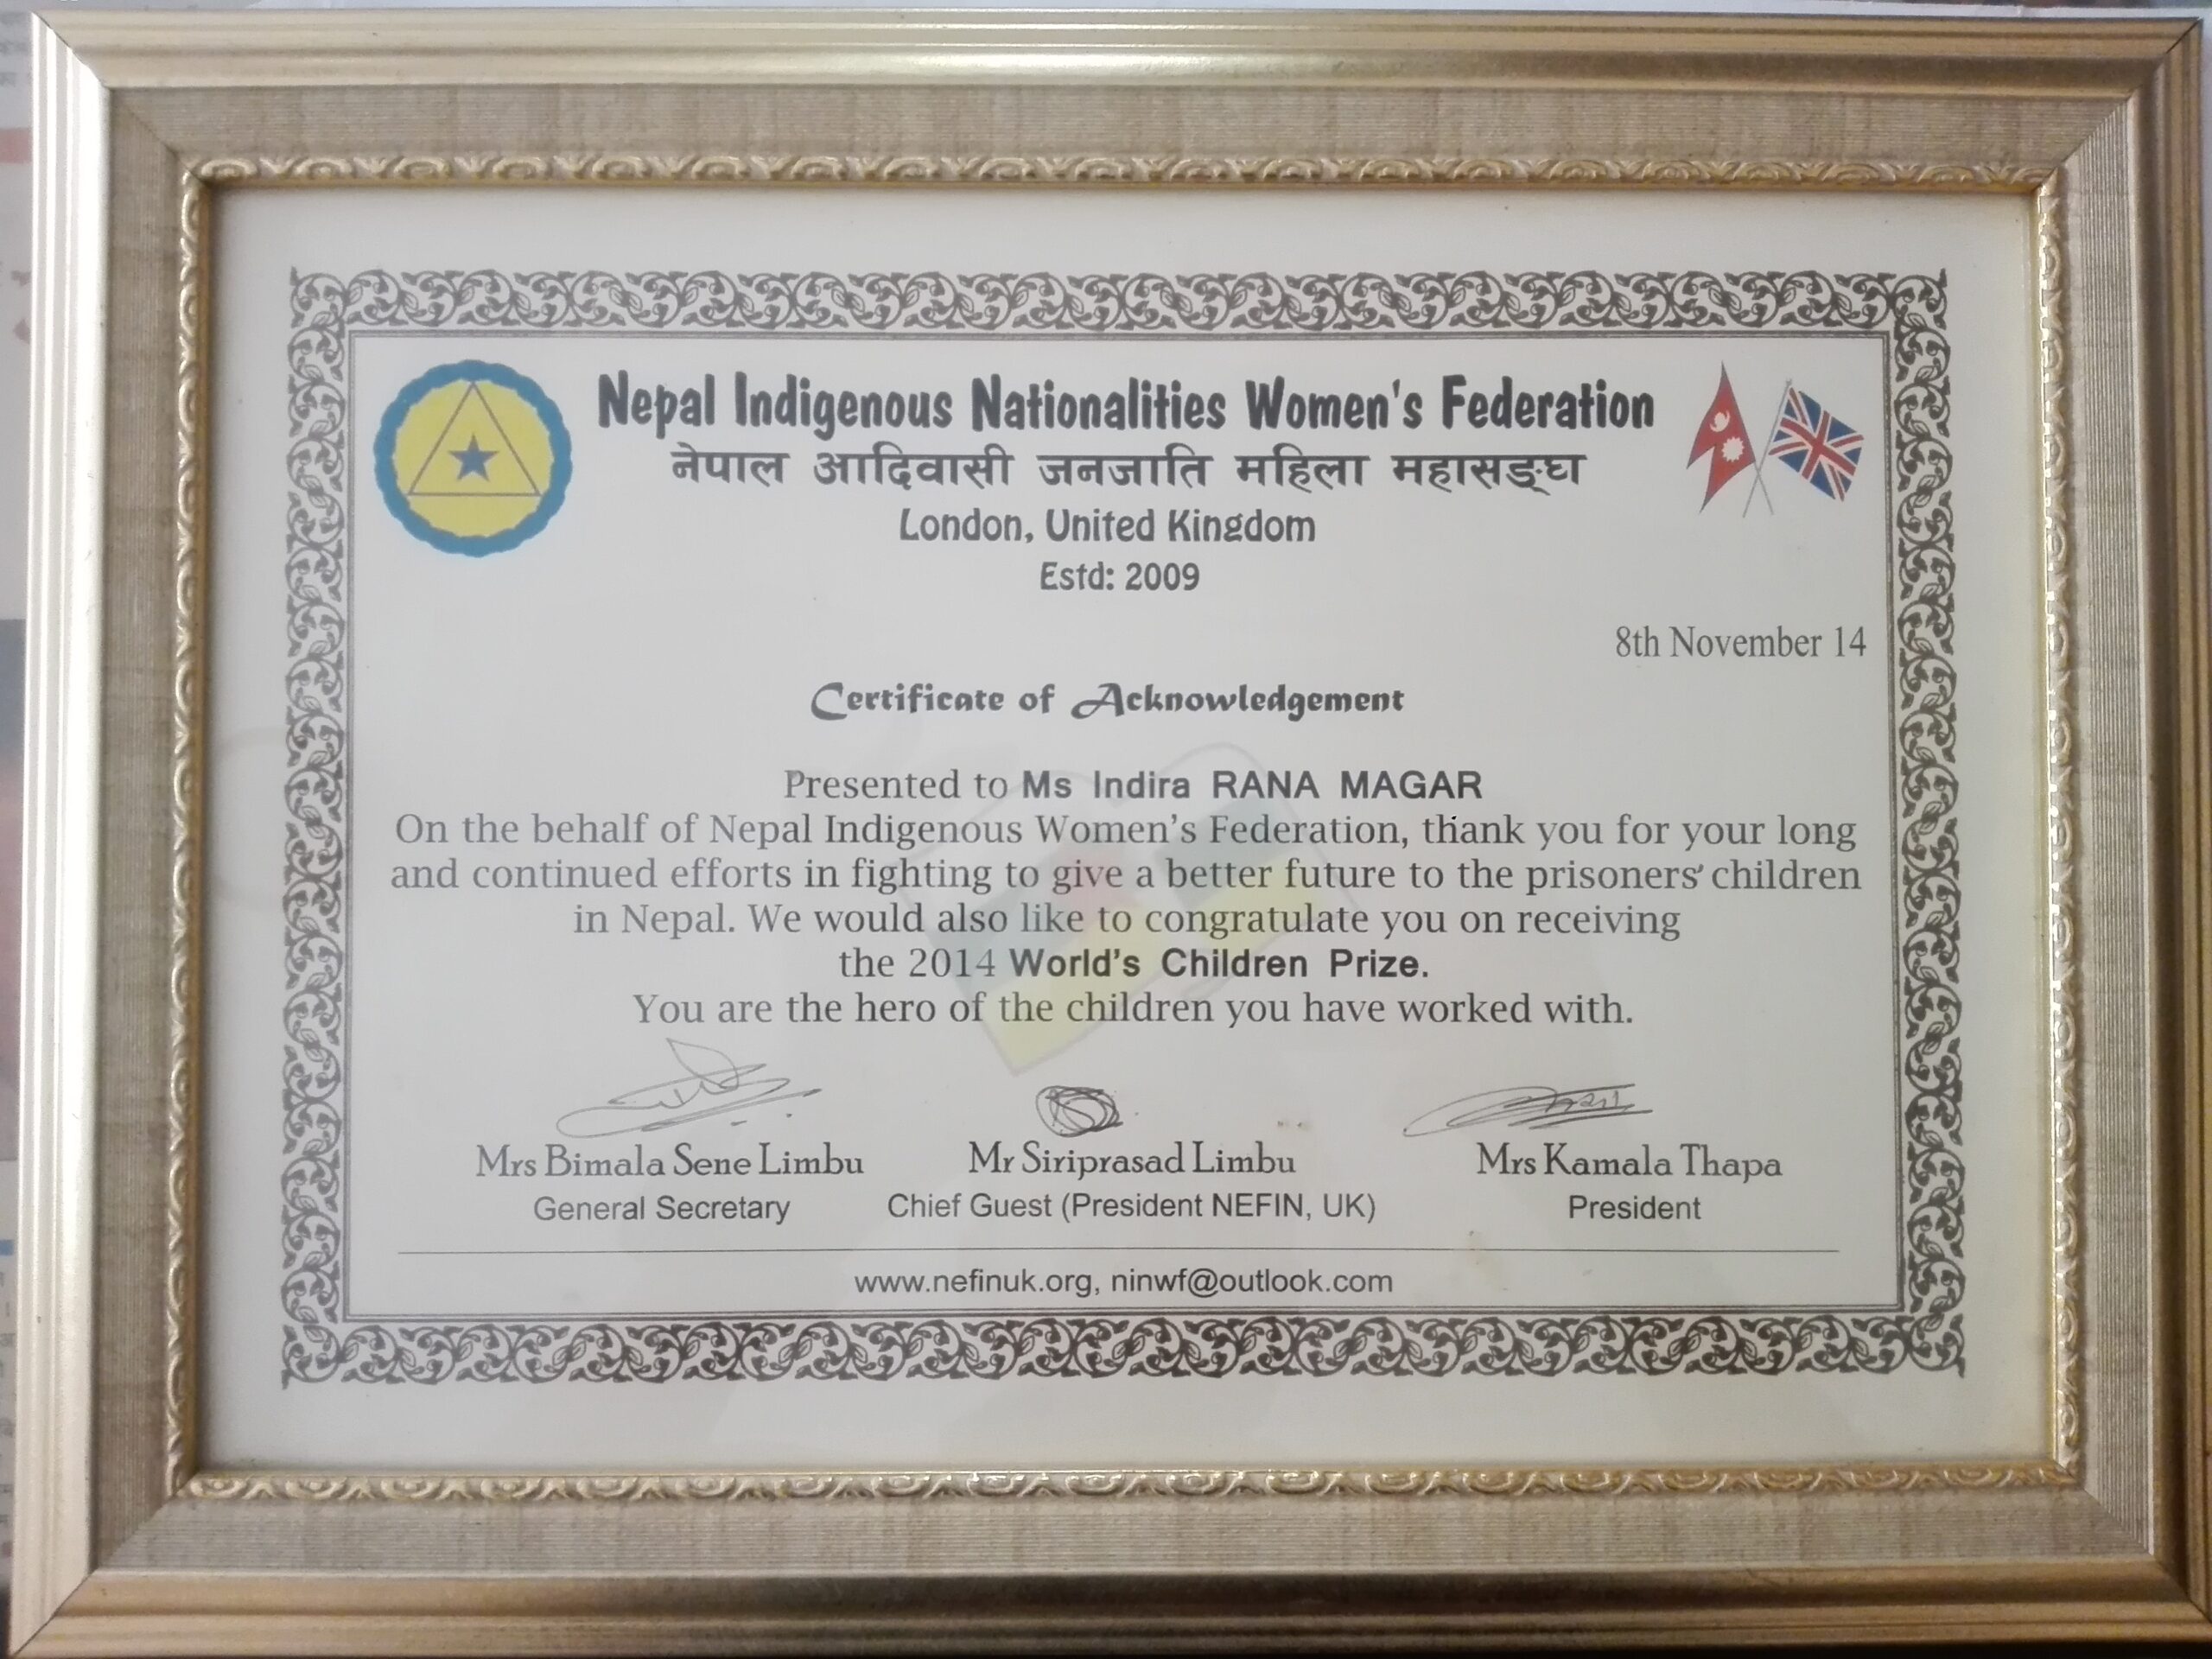 Nepal Indigenous Nationalities Women's Federation
नेपाल आदिवासी जनजाति महिला महासङ्घ
London, United Kingdom
Estd: 2009
8th November 14
Certificate of Acknowledgement
Presented to Ms Indira RANA MAGAR
On the behalf of Nepal Indigenous Women's Federation, thank you for your long
and continued efforts in fighting to give a better future to the prisoners' children
in Nepal. We would also like to congratulate you on receiving
the 2014 World's Children Prize.
You are the hero of the children you have worked with.
Mrs Bimala Sene Limbu
General Secretary
Mr Siriprasad Limbu
Chief Guest (President NEFIN, UK)
Mrs Kamala Thapa
President
www.nefinuk.org, ninwf@outlook.com